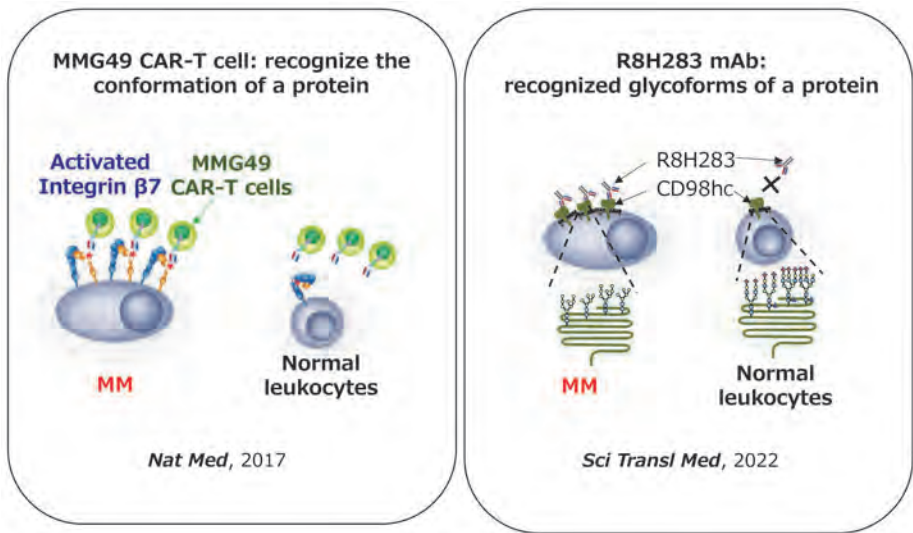 MMG49 CAR-T cell: recognize the
conformation of a protein
Activated
Integrin β7
MMG49
CAR-T cells
MM
Normal
leukocytes
Nat Med, 2017
R8H283 mAb:
recognized glycoforms of a protein
R8H283
CD98hc
MM
Normal
leukocytes
Sci Transl Med, 2022